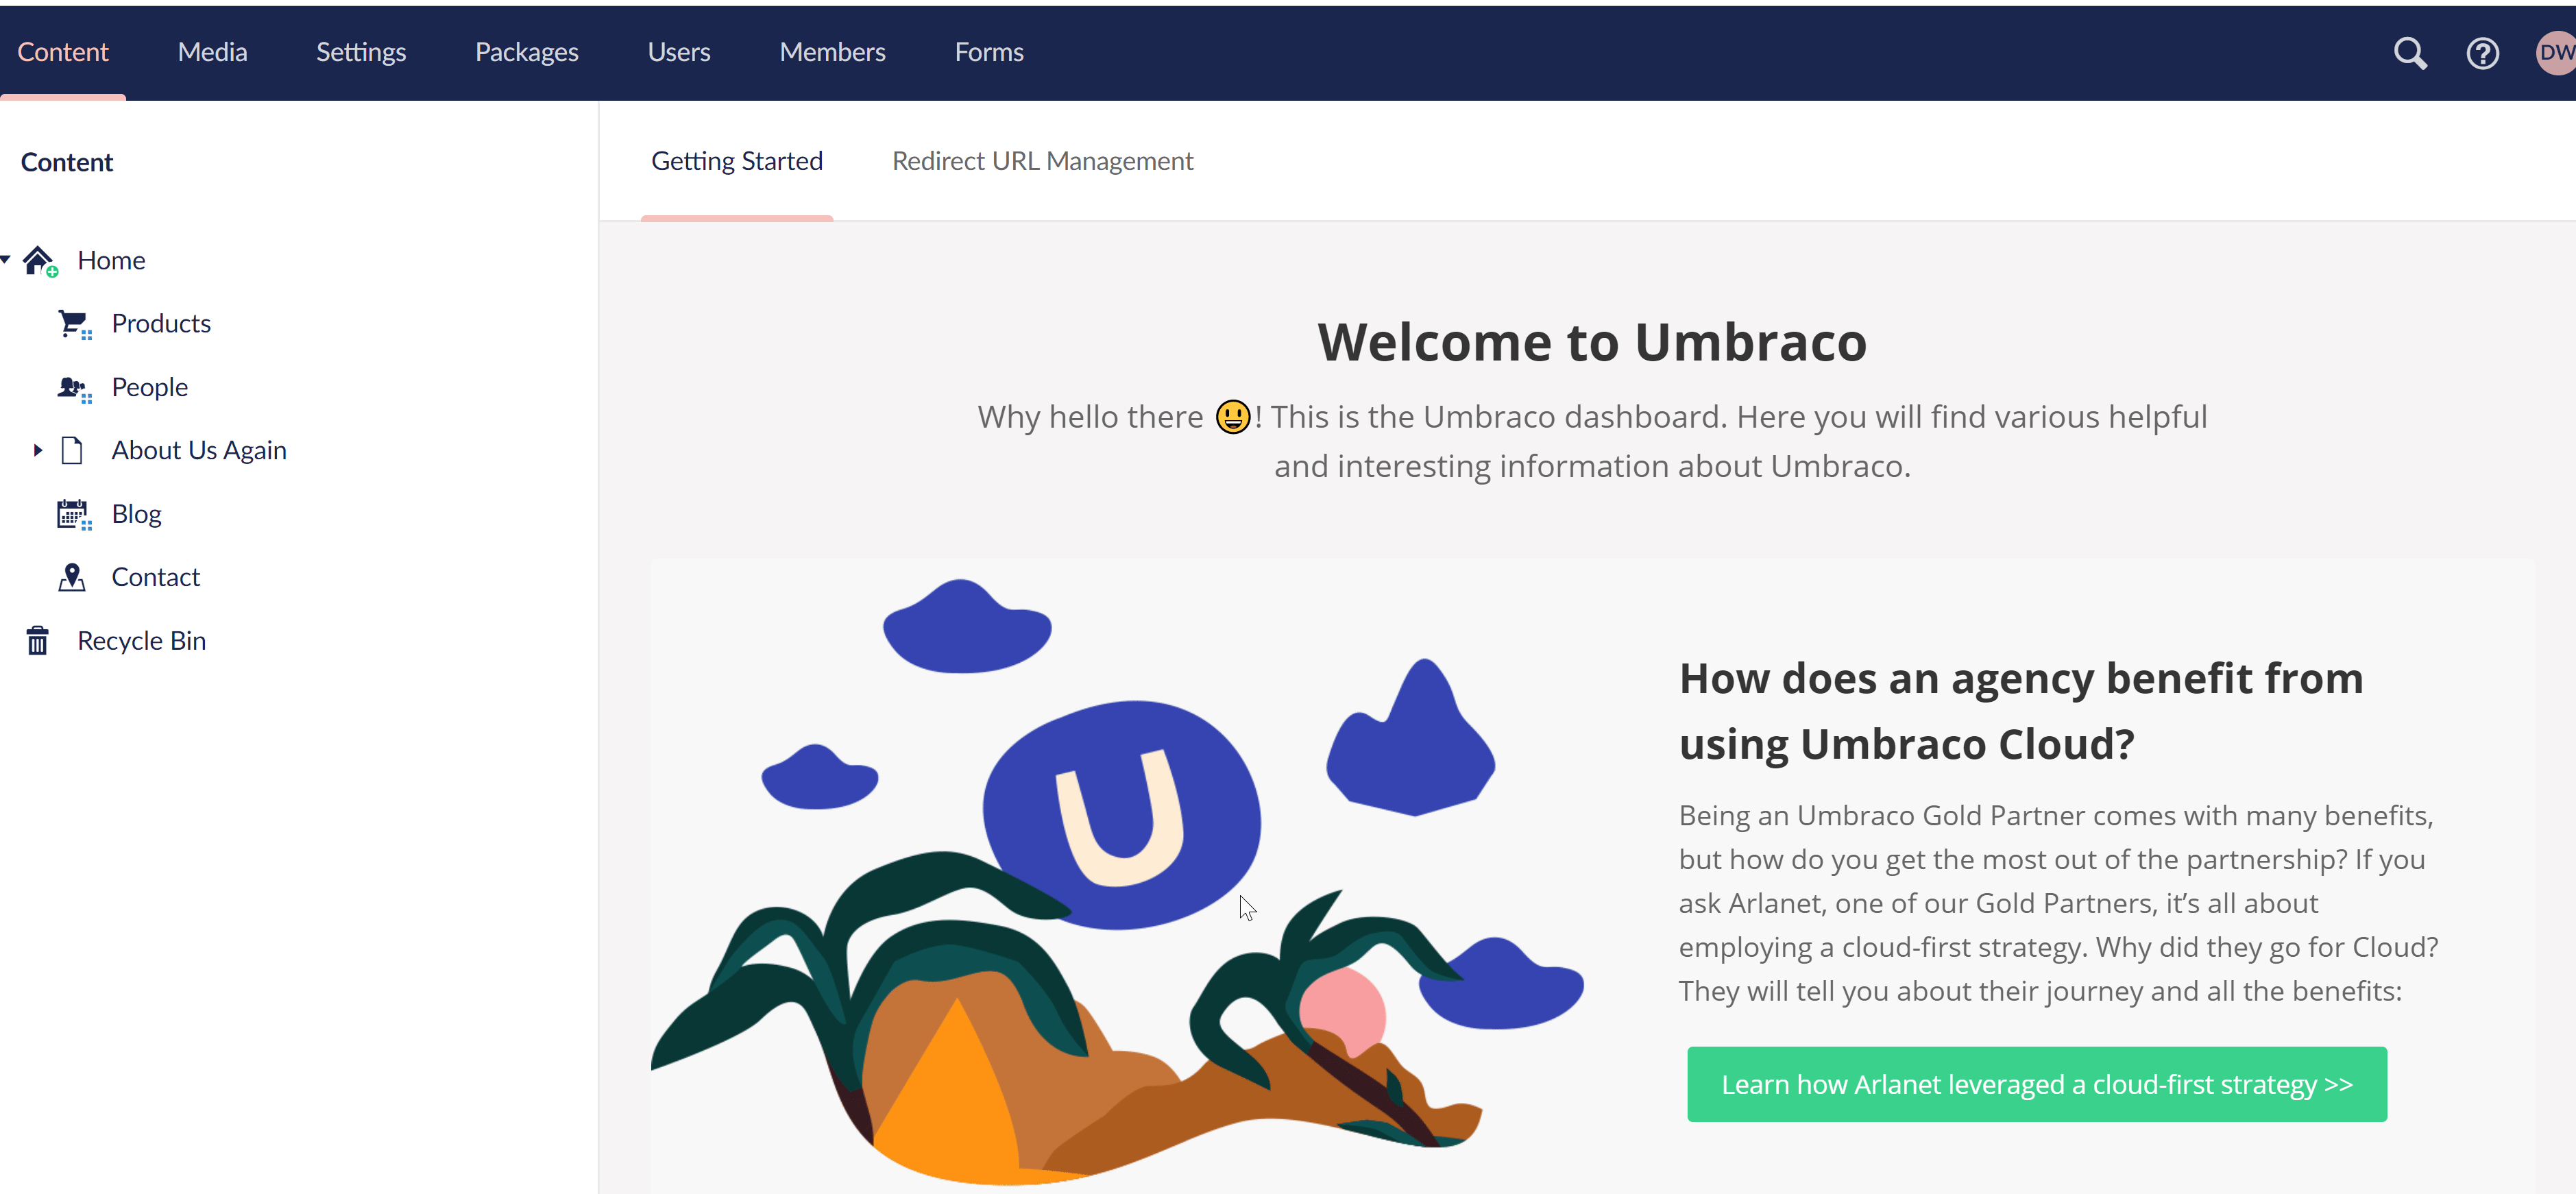 Content Media Settings Packages Users Members Forms DW
Content
Home
Products
People
About Us Again
Blog
Contact
Recycle Bin
Getting Started Redirect URL Management
Welcome to Umbraco
Why hello there 😃! This is the Umbraco dashboard. Here you will find various helpful
and interesting information about Umbraco.
U
How does an agency benefit from
using Umbraco Cloud?
Being an Umbraco Gold Partner comes with many benefits,
but how do you get the most out of the partnership? If you
ask Arlanet, one of our Gold Partners, it’s all about
employing a cloud-first strategy. Why did they go for Cloud?
They will tell you about their journey and all the benefits:
Learn how Arlanet leveraged a cloud-first strategy >>